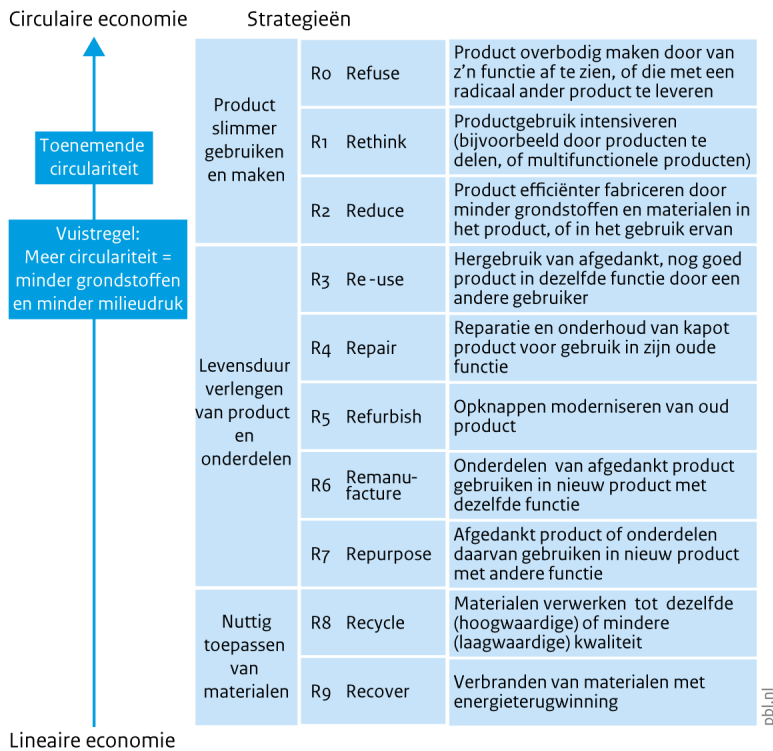 Circulaire economie
Strategieën
Toenemende
circulariteit
Vuistregel:
Meer circulariteit =
minder grondstoffen
en minder milieudruk
Lineaire economie
Product
slimmer
gebruiken
en maken
R0 Refuse
Product overbodig maken door van
z’n functie af te zien, of die met een
radicaal ander product te leveren
R1 Rethink
Productgebruik intensiveren
(bijvoorbeeld door producten te
delen, of multifunctionele producten)
R2 Reduce
Product efficiënter fabriceren door
minder grondstoffen en materialen in
het product, of in het gebruik ervan
Levensduur
verlengen
van product
en
onderdelen
R3 Re-use
Hergebruik van afgedankt, nog goed
product in dezelfde functie door een
andere gebruiker
R4 Repair
Reparatie en onderhoud van kapot
product voor gebruik in zijn oude
functie
R5 Refurbish
Opknappen moderniseren van oud
product
R6 Remanu-
facture
Onderdelen van afgedankt product
gebruiken in nieuw product met
dezelfde functie
R7 Repurpose
Afgedankt product of onderdelen
daarvan gebruiken in nieuw product
met andere functie
Nuttig
toepassen
van
materialen
R8 Recycle
Materialen verwerken tot dezelfde
(hoogwaardige) of mindere
(laagwaardige) kwaliteit
R9 Recover
Verbranden van materialen met
energieterugwinning
pbl.nl